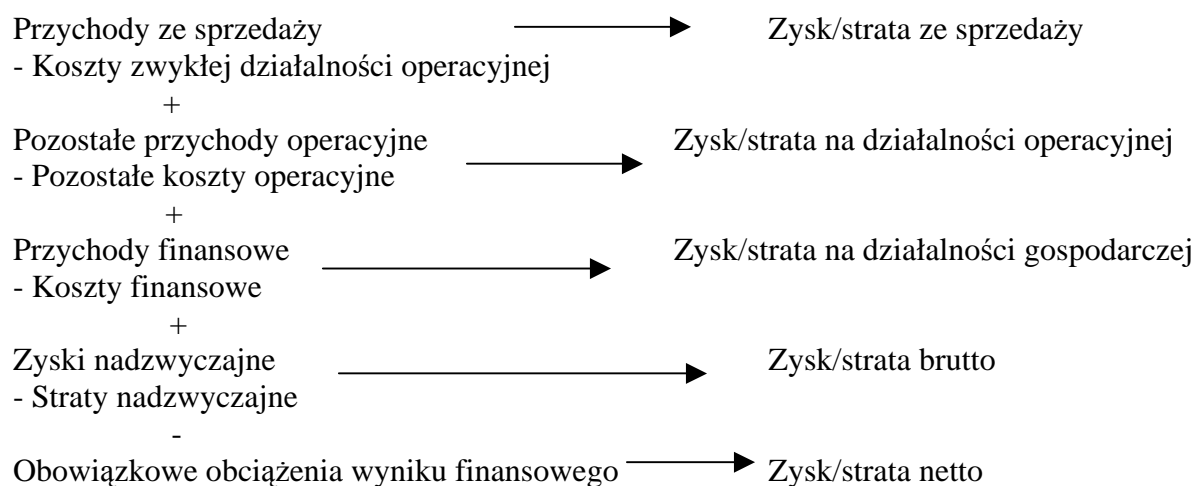 Przychody ze sprzedaży Zysk/strata ze sprzedaży
- Koszty zwykłej działalności operacyjnej
+
Pozostałe przychody operacyjne Zysk/strata na działalności operacyjnej
- Pozostałe koszty operacyjne
+
Przychody finansowe Zysk/strata na działalności gospodarczej
- Koszty finansowe
+
Zyski nadzwyczajne Zysk/strata brutto
- Straty nadzwyczajne
-
Obowiązkowe obciążenia wyniku finansowego Zysk/strata netto